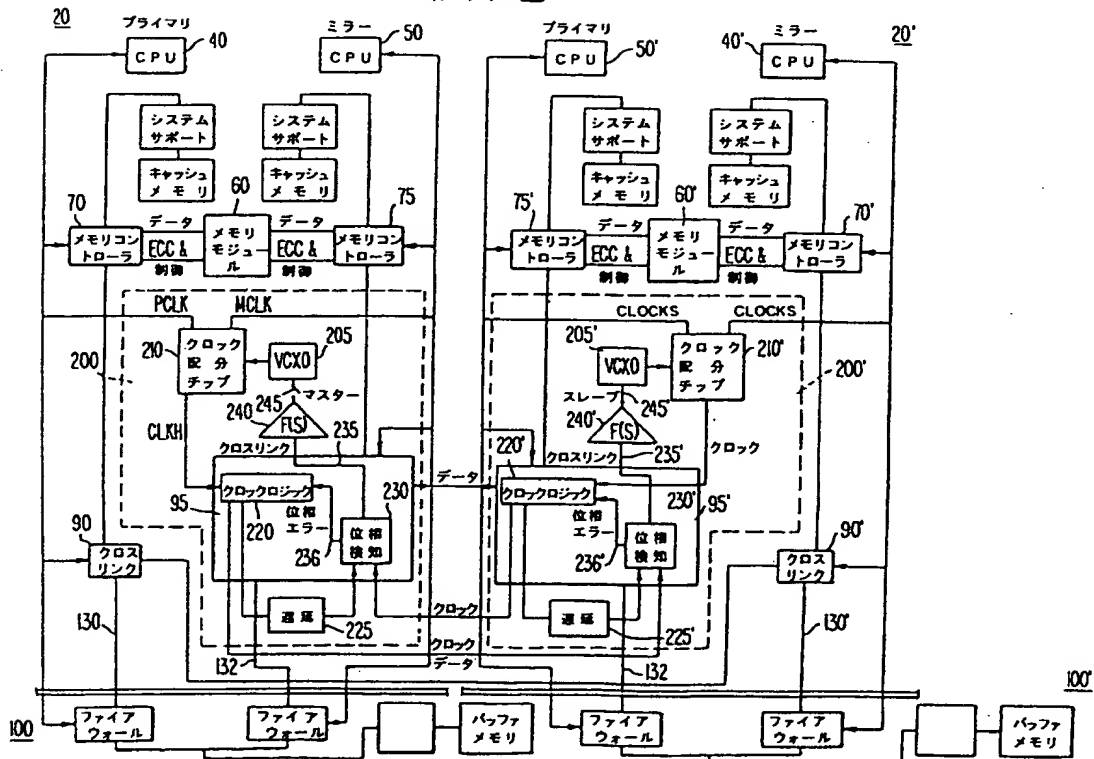 20
プライマリ
CPU
40
ミラー
CPU
50
プライマリ
CPU
50'
ミラー
40'
CPU
20'
システム
サポート
キャッシュ
メモリ
システム
サポート
キャッシュ
メモリ
システム
サポート
キャッシュ
メモリ
システム
サポート
キャッシュ
メモリ
70
メモリコン
トローラ
データ
ECC &
制御
60
メモリ
モジュー
ル
データ
ECC &
制御
75
メモリコン
トローラ
75'
メモリコン
トローラ
データ
ECC &
制御
60'
メモリ
モジュー
ル
データ
ECC &
制御
70'
メモリコン
トローラ
PCLK
MCLK
210
クロック
配分
チップ
205
VCXO
200
245
マスター
240
F(S)
CLKH
クロスリンク
235
クロックロジック
95
220
位相
エラー
236
230
位相
検知
90
クロス
リンク
遅延
225
130
132
CLOCKS
CLOCKS
205'
VCXO
クロック
配分
チップ
210'
200'
スレーブ
245'
240'
F(S)
クロスリンク
235'
クロック
220'
クロックロジック
データ
位相
エラー
236'
230'
位相
検知
95'
90'
クロス
リンク
クロック
遅延
225'
クロック
データ
132
130'
100
ファイア
ウォール
ファイア
ウォール
バッファ
メモリ
ファイア
ウォール
ファイア
ウォール
100'
バッファ
メモリ